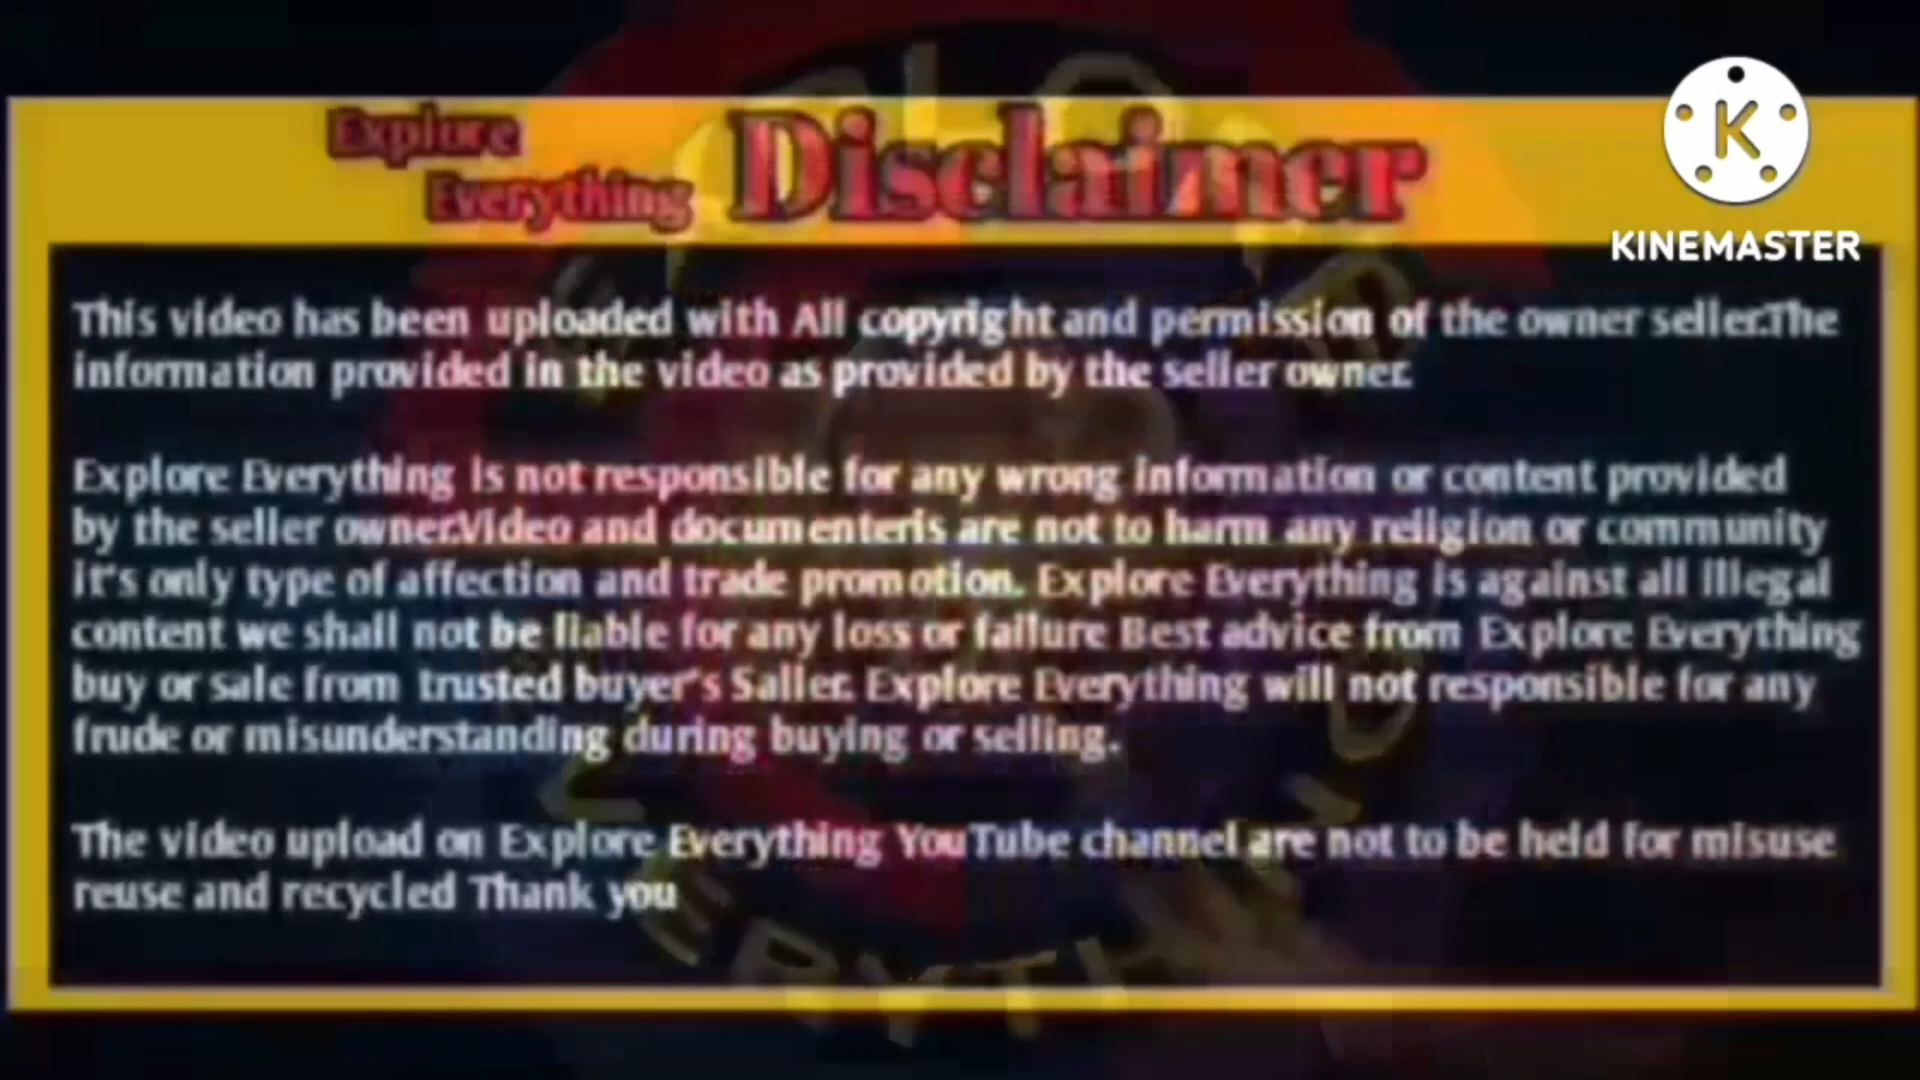 Explore
Everything
Disclaimer
KINEMASTER
This video has been uploaded with All copyright and permission of the owner seller.The
information provided in the video as provided by the seller owner.
Explore Everything is not responsible for any wrong information or content provided
by the seller owner.Video and documenteris are not to harm any religion or community
it's only type of affection and trade promotion. Explore Everything is against all illegal
content we shall not be liable for any loss or failure Best advice from Explore Everything
buy or sale from trusted buyer's Saller. Explore Everything will not responsible for any
frude or misunderstanding during buying or selling.
The video upload on Explore Everything YouTube channel are not to be held for misuse
reuse and recycled Thank you